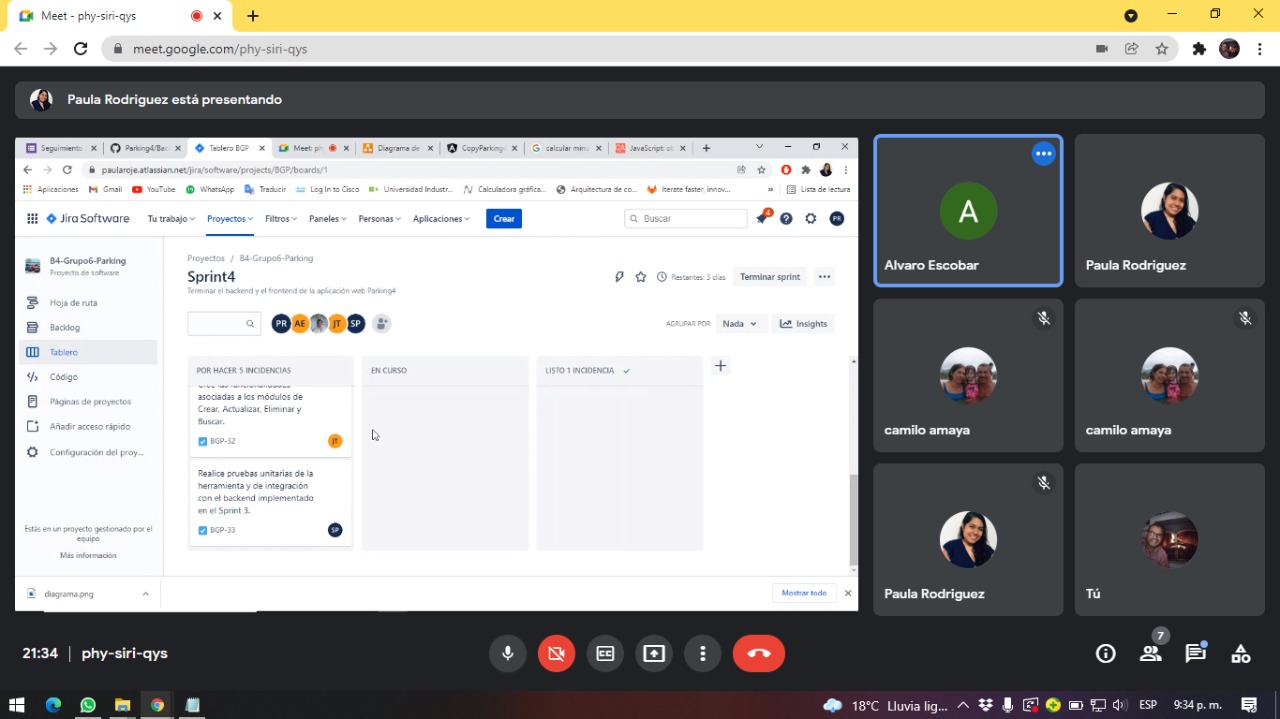 Meet - phy-siri-qys
meet.google.com/phy-siri-qys
Paula Rodriguez está presentando
Seguimiento
Parking4/Bac
Tablero BGP
Meet: ph
Diagrama de
CopyParking4
calcular minu
JavaScript: ob
paularoje.atlassian.net/jira/software/projects/BGP/boards/1
Aplicaciones
Gmail
YouTube
WhatsApp
Traducir
Log In to Cisco
Universidad Industr...
Calculadora gráfica...
Arquitectura de co...
Iterate faster, innov...
»
Lista de lectura
Jira Software
Tu trabajo
Proyectos
Filtros
Paneles
Personas
Aplicaciones
Crear
Buscar
4
PR
B4-Grupo6-Parking
Proyecto de software
Hoja de ruta
Backlog
Tablero
Código
Páginas de proyectos
Añadir acceso rápido
Configuración del proy...
Estás en un proyecto gestionado por el
equipo
Más información
Proyectos / B4-Grupo6-Parking
Sprint4
Terminar el backend y el frontend de la aplicación web Parking4
Restantes: 3 días
Terminar sprint
PR AE JT SP
AGRUPAR POR
Nada
Insights
POR HACER 5 INCIDENCIAS
EN CURSO
LISTO 1 INCIDENCIA
Cree las funcionalidades
asociadas a los módulos de
Crear, Actualizar, Eliminar y
Buscar.
BGP-32
JT
Realice pruebas unitarias de la
herramienta y de integración
con el backend implementado
en el Sprint 3.
BGP-33
SP
diagrama.png
Mostrar todo
A
Alvaro Escobar
Paula Rodriguez
camilo amaya
camilo amaya
Paula Rodriguez
Tú
21:34 | phy-siri-qys
7
18°C Lluvia lig...
ESP
9:34 p. m.